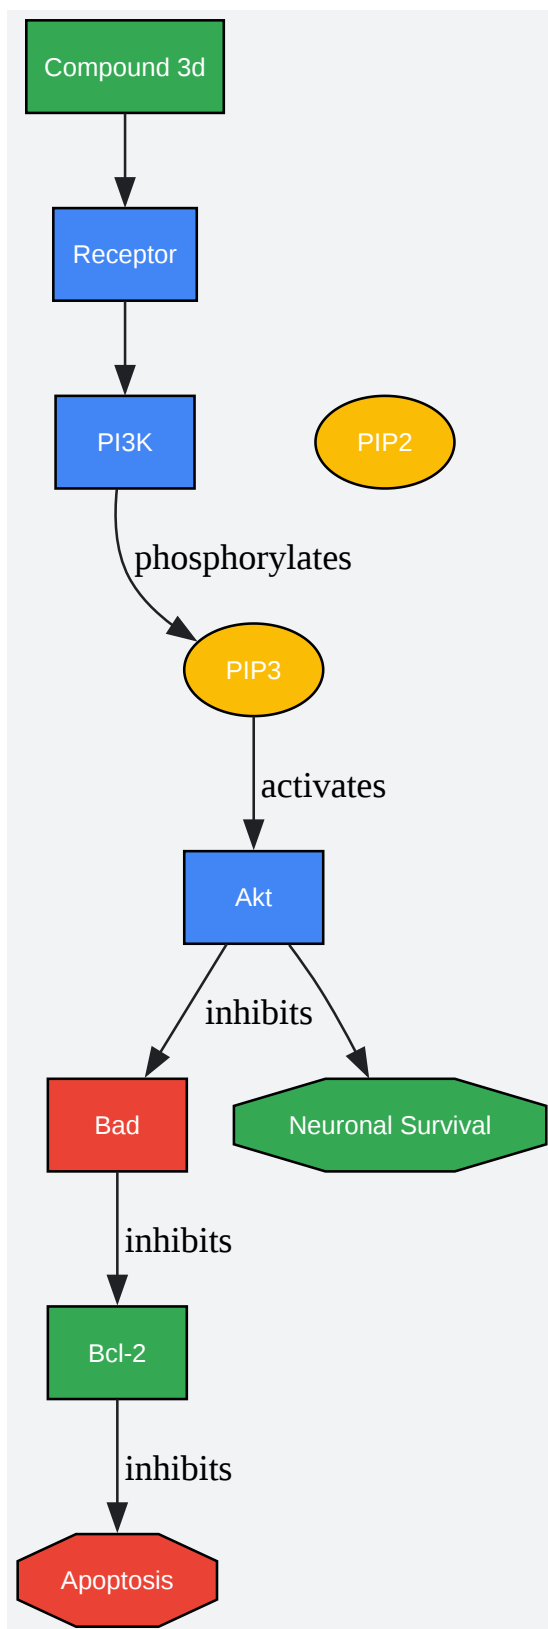 Compound 3d
Receptor
PI3K
PIP2
phosphorylates
PIP3
activates
Akt
inhibits
Bad
Neuronal Survival
inhibits
Bcl-2
inhibits
Apoptosis